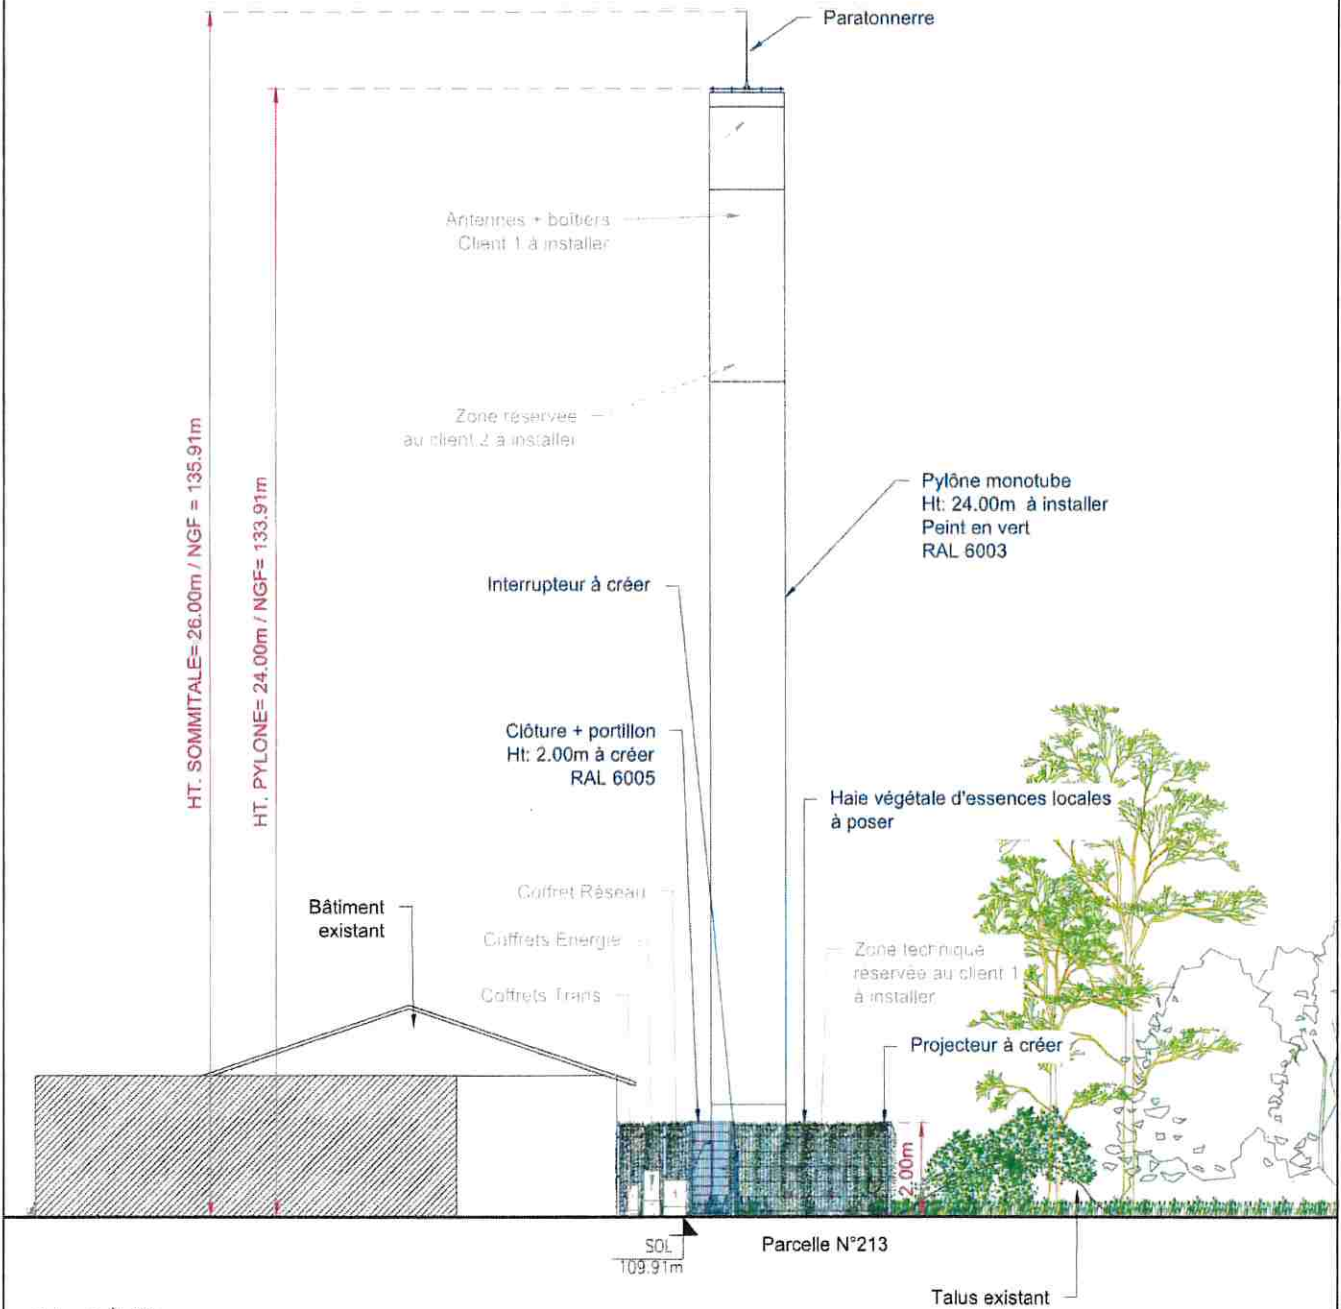 Paratonnerre
Antennes + boîtiers
Client 1 à installer
Zone réservée
au client 2 à installer
HT. SOMMITALE= 26.00m / NGF = 135.91m
HT. PYLONE= 24.00m / NGF= 133.91m
Pylône monotube
Ht: 24.00m à installer
Peint en vert
RAL 6003
Interrupteur à créer
Clôture + portillon
Ht: 2.00m à créer
RAL 6005
Haie végétale d'essences locales
à poser
Coffret Réseau
Bâtiment
existant
Coffrets Energie
Zone technique
réservée au client 1
à installer
Coffrets Trans
Projecteur à créer
2.00m
SOL
109.91m
Parcelle N°213
Talus existant